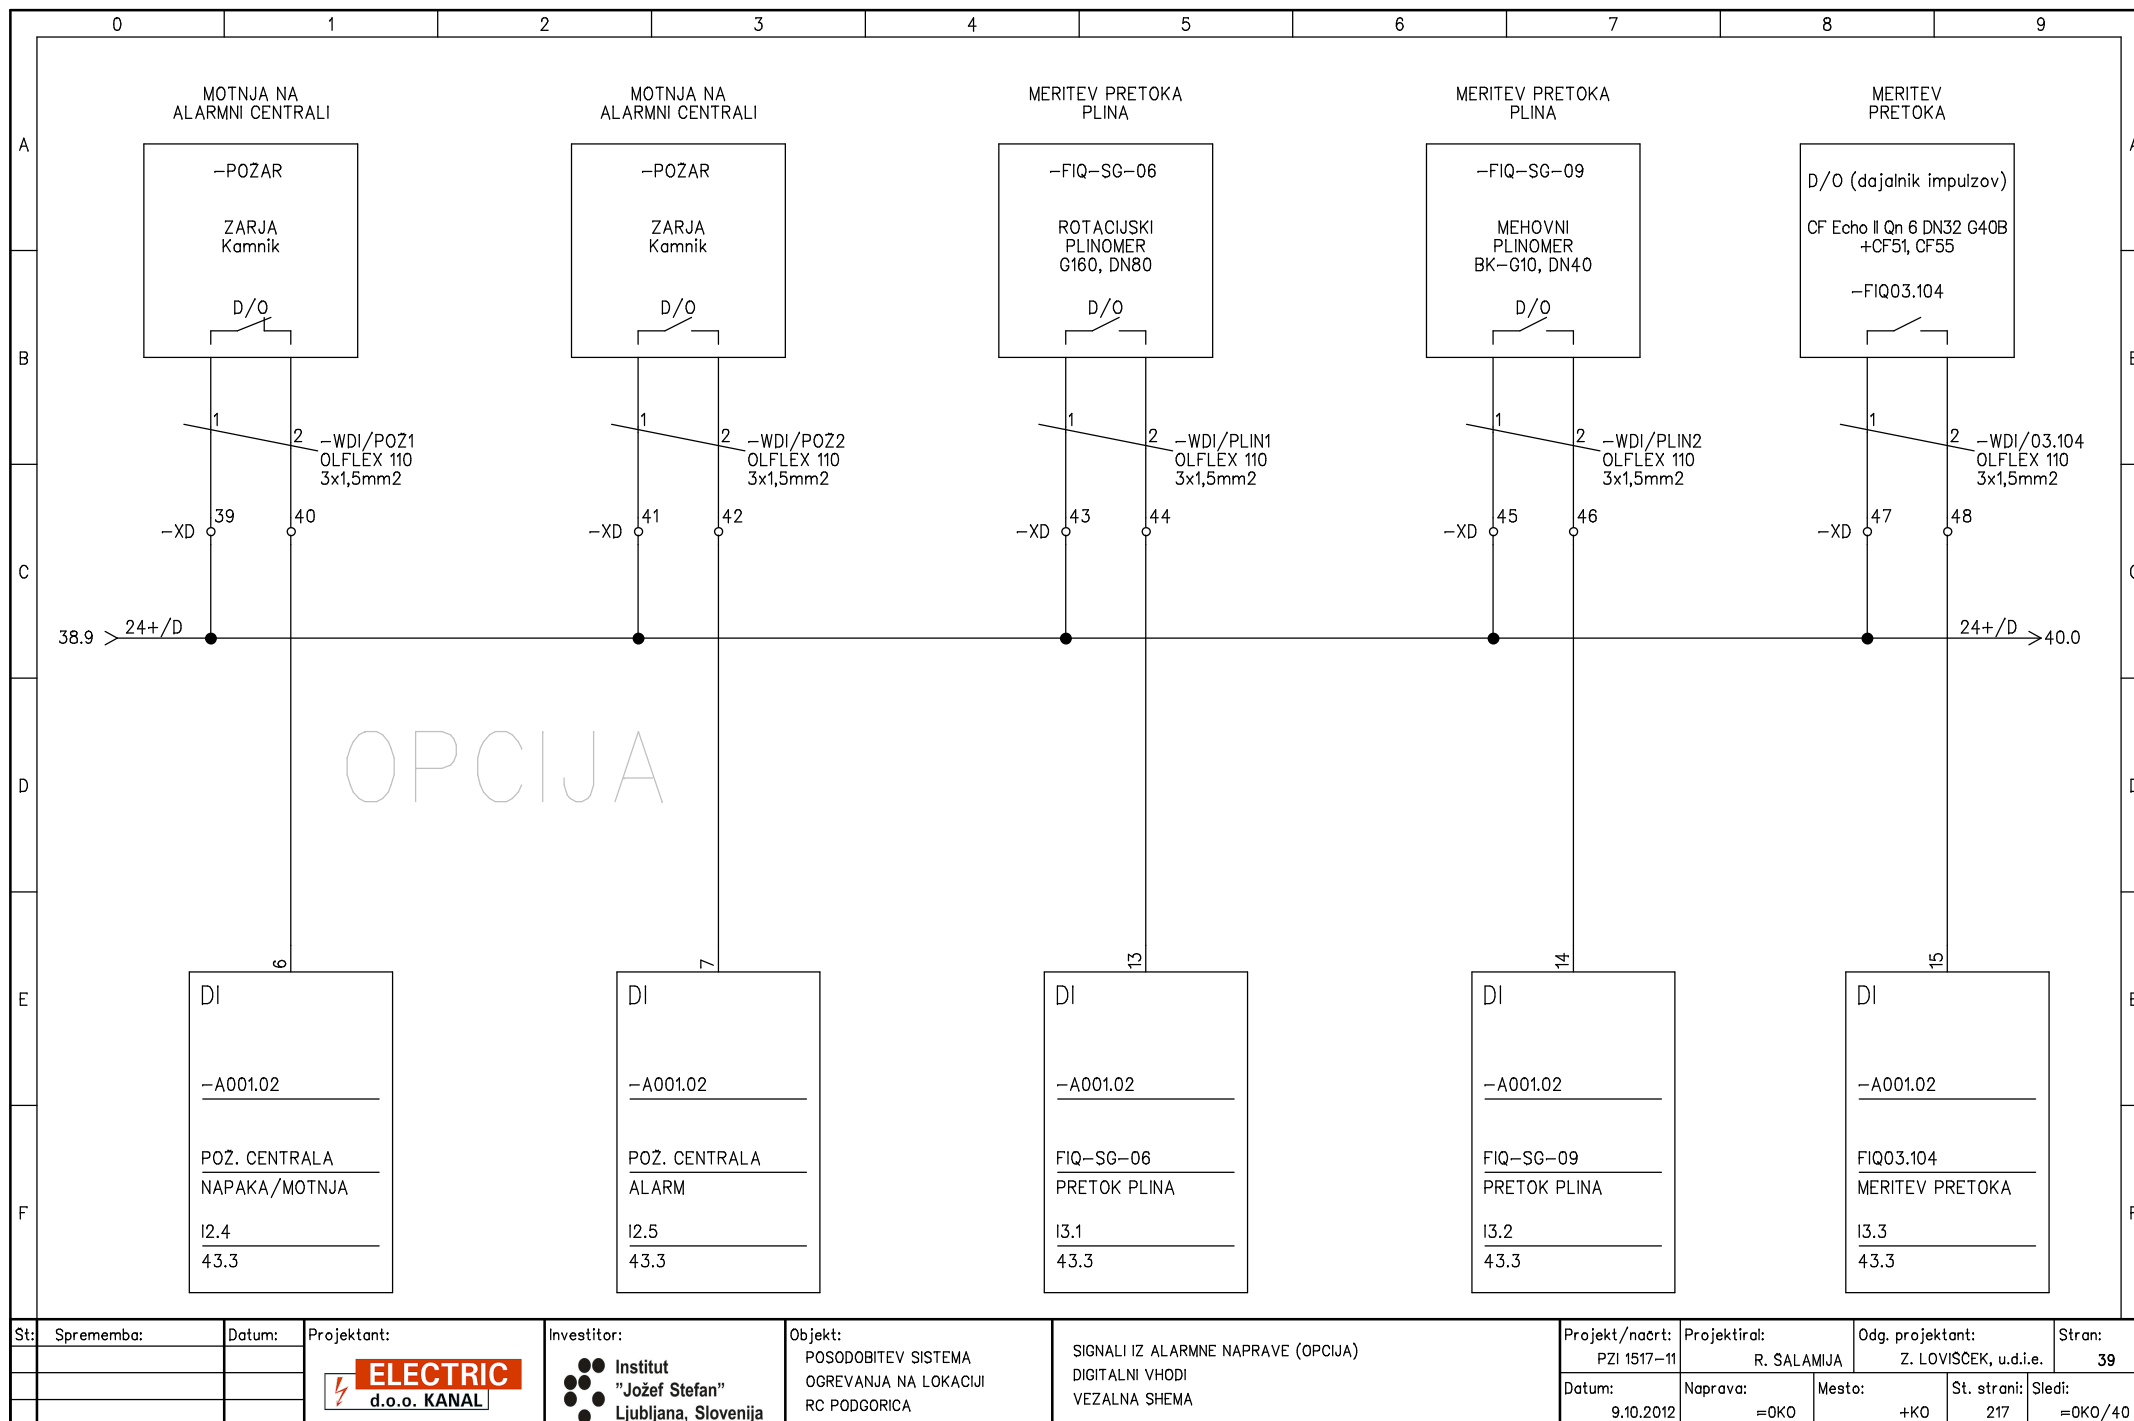 0 1 2 3 4 5 6 7 8 9
MOTNJA NA
ALARMNI CENTRALI
MOTNJA NA
ALARMNI CENTRALI
MERITEV PRETOKA
PLINA
MERITEV PRETOKA
PLINA
MERITEV
PRETOKA
A
-POŽAR
ZARJA
Kamnik
D/O
-POŽAR
ZARJA
Kamnik
D/O
-FIQ-SG-06
ROTACIJSKI
PLINOMER
G160, DN80
D/O
-FIQ-SG-09
MEHOVNI
PLINOMER
BK-G10, DN40
D/O
D/O (dajalnik impulzov)
CF Echo II Qn 6 DN32 G40B
+CF51, CF55
-FIQ03.104
B
1 2 -WDI/POŽ1
OLFLEX 110
3x1,5mm2
1 2 -WDI/POŽ2
OLFLEX 110
3x1,5mm2
1 2 -WDI/PLIN1
OLFLEX 110
3x1,5mm2
1 2 -WDI/PLIN2
OLFLEX 110
3x1,5mm2
1 2 -WDI/03.104
OLFLEX 110
3x1,5mm2
-XD 39 40
-XD 41 42
-XD 43 44
-XD 45 46
-XD 47 48
C
38.9 24+/D
24+/D 40.0
OPCIJA
D
6
7
13
14
15
E
DI
-A001.02
POŽ. CENTRALA
NAPAKA/MOTNJA
I2.4
43.3
DI
-A001.02
POŽ. CENTRALA
ALARM
I2.5
43.3
DI
-A001.02
FIQ-SG-06
PRETOK PLINA
I3.1
43.3
DI
-A001.02
FIQ-SG-09
PRETOK PLINA
I3.2
43.3
DI
-A001.02
FIQ03.104
MERITEV PRETOKA
I3.3
43.3
F
Št: Sprememba: Datum:
Projektant:
ELECTRIC
d.o.o. KANAL
Investitor:
Institut
"Jožef Stefan"
Ljubljana, Slovenija
Objekt:
POSODOBITEV SISTEMA
OGREVANJA NA LOKACIJI
RC PODGORICA
SIGNALI IZ ALARMNE NAPRAVE (OPCIJA)
DIGITALNI VHODI
VEZALNA SHEMA
Projekt/načrt:
PZI 1517-11
Projektiral:
R. SALAMIJA
Odg. projektant:
Z. LOVIŠČEK, u.d.i.e.
Stran:
39
Datum:
9.10.2012
Naprava:
=0KO
Mesto:
+KO
Št. strani:
217
Sledi:
=0KO/40